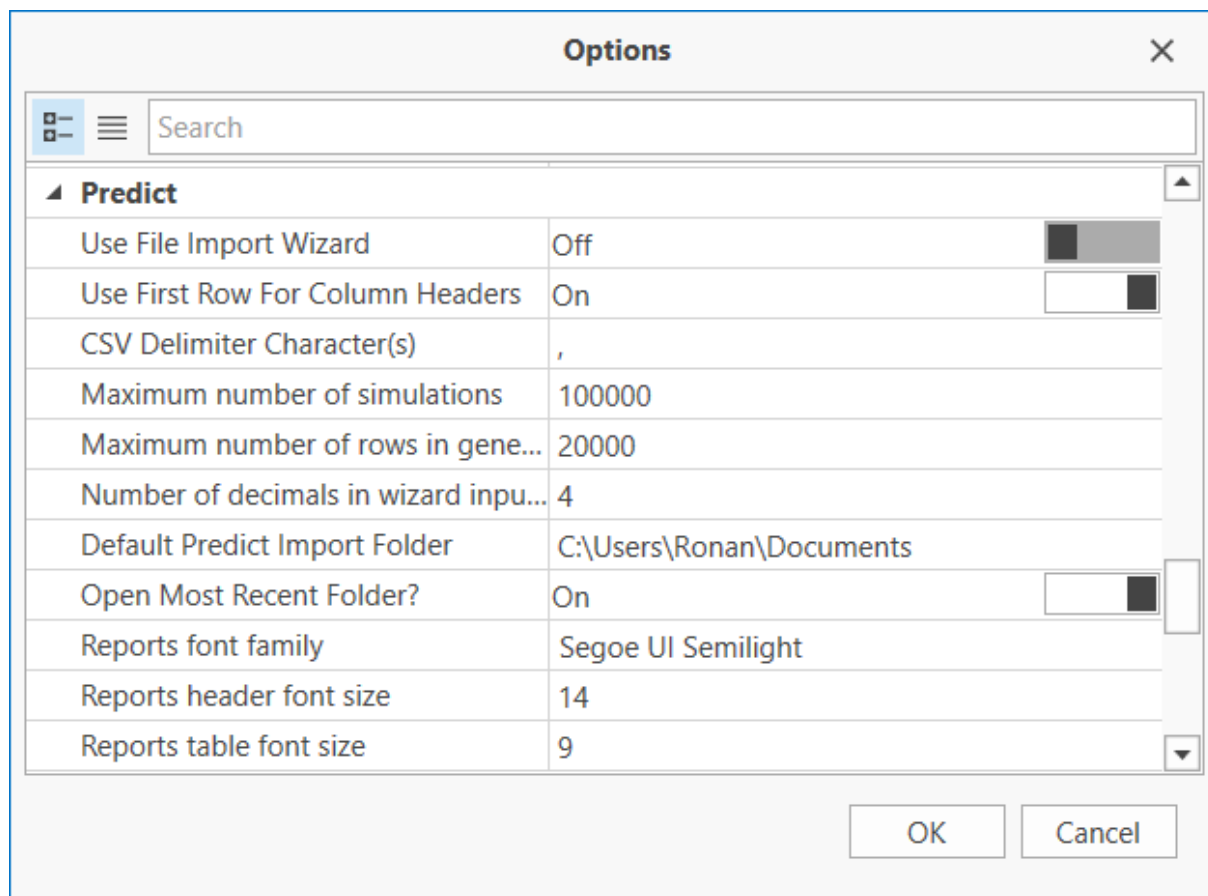 Options
Search
Predict
Use File Import Wizard Off
Use First Row For Column Headers On
CSV Delimiter Character(s) ,
Maximum number of simulations 100000
Maximum number of rows in gene... 20000
Number of decimals in wizard inpu... 4
Default Predict Import Folder C:\Users\Ronan\Documents
Open Most Recent Folder? On
Reports font family Segoe UI Semilight
Reports header font size 14
Reports table font size 9
OK Cancel